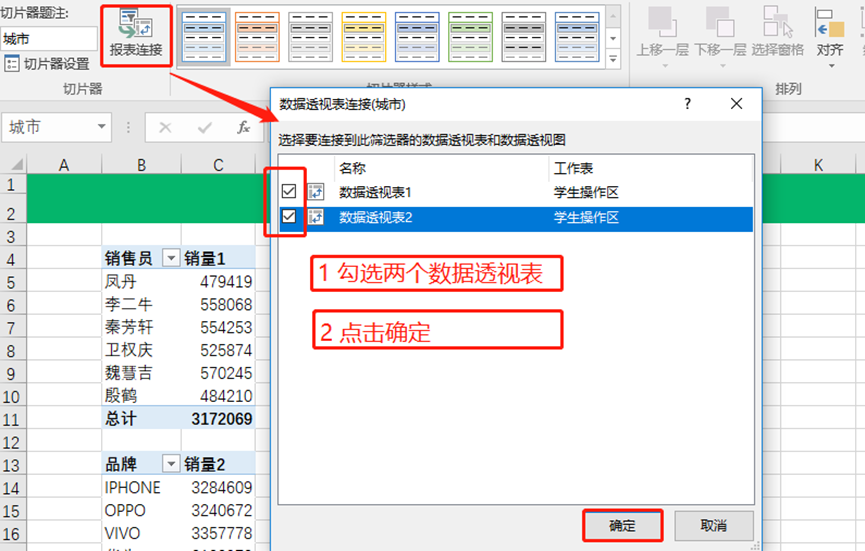 切片器题注:
城市
切片器设置
切片器
报表连接
切片器样式
上移一层 下移一层 选择窗格 对齐
排列
城市
fx
数据透视表连接(城市)
? ×
选择要连接到此筛选器的数据透视表和数据透视图
名称 工作表
数据透视表1 学生操作区
数据透视表2 学生操作区
1 勾选两个数据透视表
2 点击确定
确定 取消
A B C K
1
2
3
4 销售员 销量1
5 凤丹 479419
6 李二牛 558068
7 秦芳轩 554253
8 卫权庆 525874
9 魏慧吉 570245
10 殷鹤 484210
11 总计 3172069
12
13 品牌 销量2
14 IPHONE 3284609
15 OPPO 3240672
16 VIVO 3357778